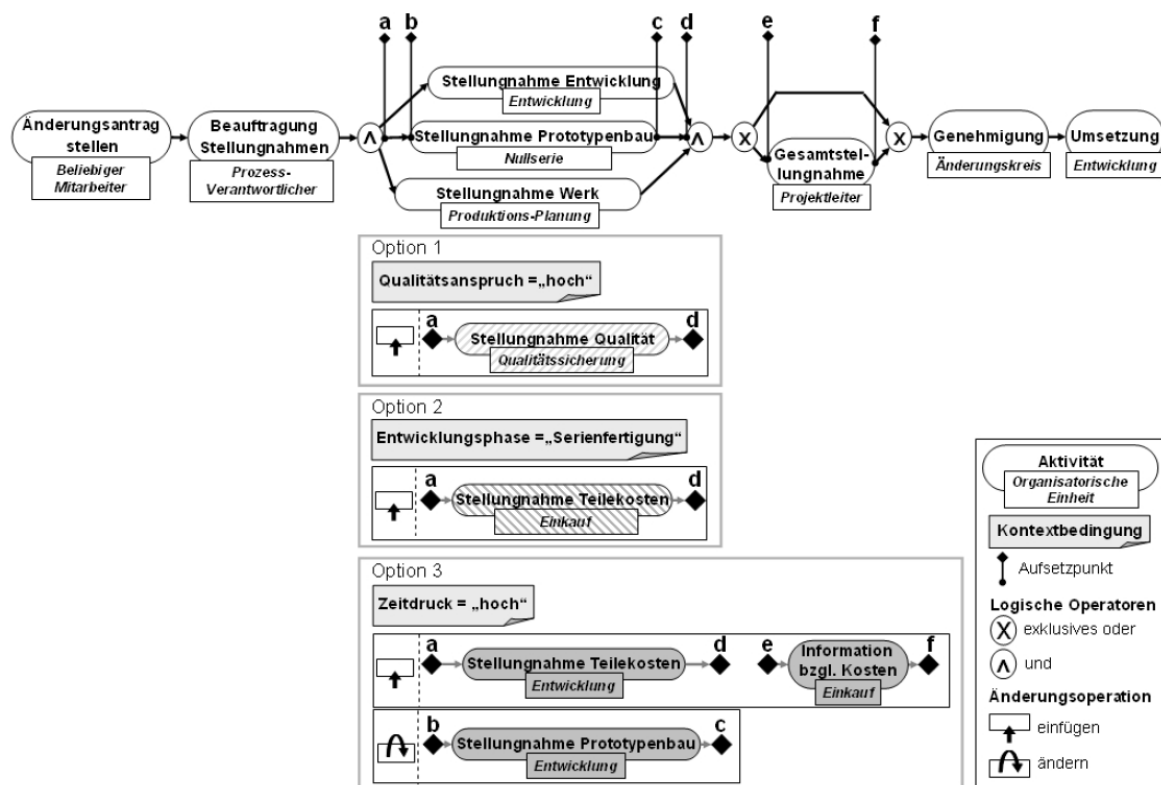 a
b
c
d
e
f
Stellungnahme Entwicklung
Entwicklung
Änderungsantrag
stellen
Beliebiger
Mitarbeiter
Beauftragung
Stellungnahmen
Prozess-
Verantwortlicher
Λ
Stellungnahme Prototypenbau
Nullserie
Stellungnahme Werk
Produktions-Planung
Λ
X
Gesamtstel-
lungnahme
Projektleiter
X
Genehmigung
Änderungskreis
Umsetzung
Entwicklung
Option 1
Qualitätsanspruch =„hoch“
a
d
Stellungnahme Qualität
Qualitätssicherung
Option 2
Entwicklungsphase =„Serienfertigung“
a
d
Stellungnahme Teilekosten
Einkauf
Option 3
Zeitdruck = „hoch“
a
d
Stellungnahme Teilekosten
Entwicklung
e
f
Information
bzgl. Kosten
Einkauf
b
c
Stellungnahme Prototypenbau
Entwicklung
Aktivität
Organisatorische
Einheit
Kontextbedingung
Aufsetzpunkt
Logische Operatoren
X exklusives oder
Λ und
Änderungsoperation
einfügen
ändern